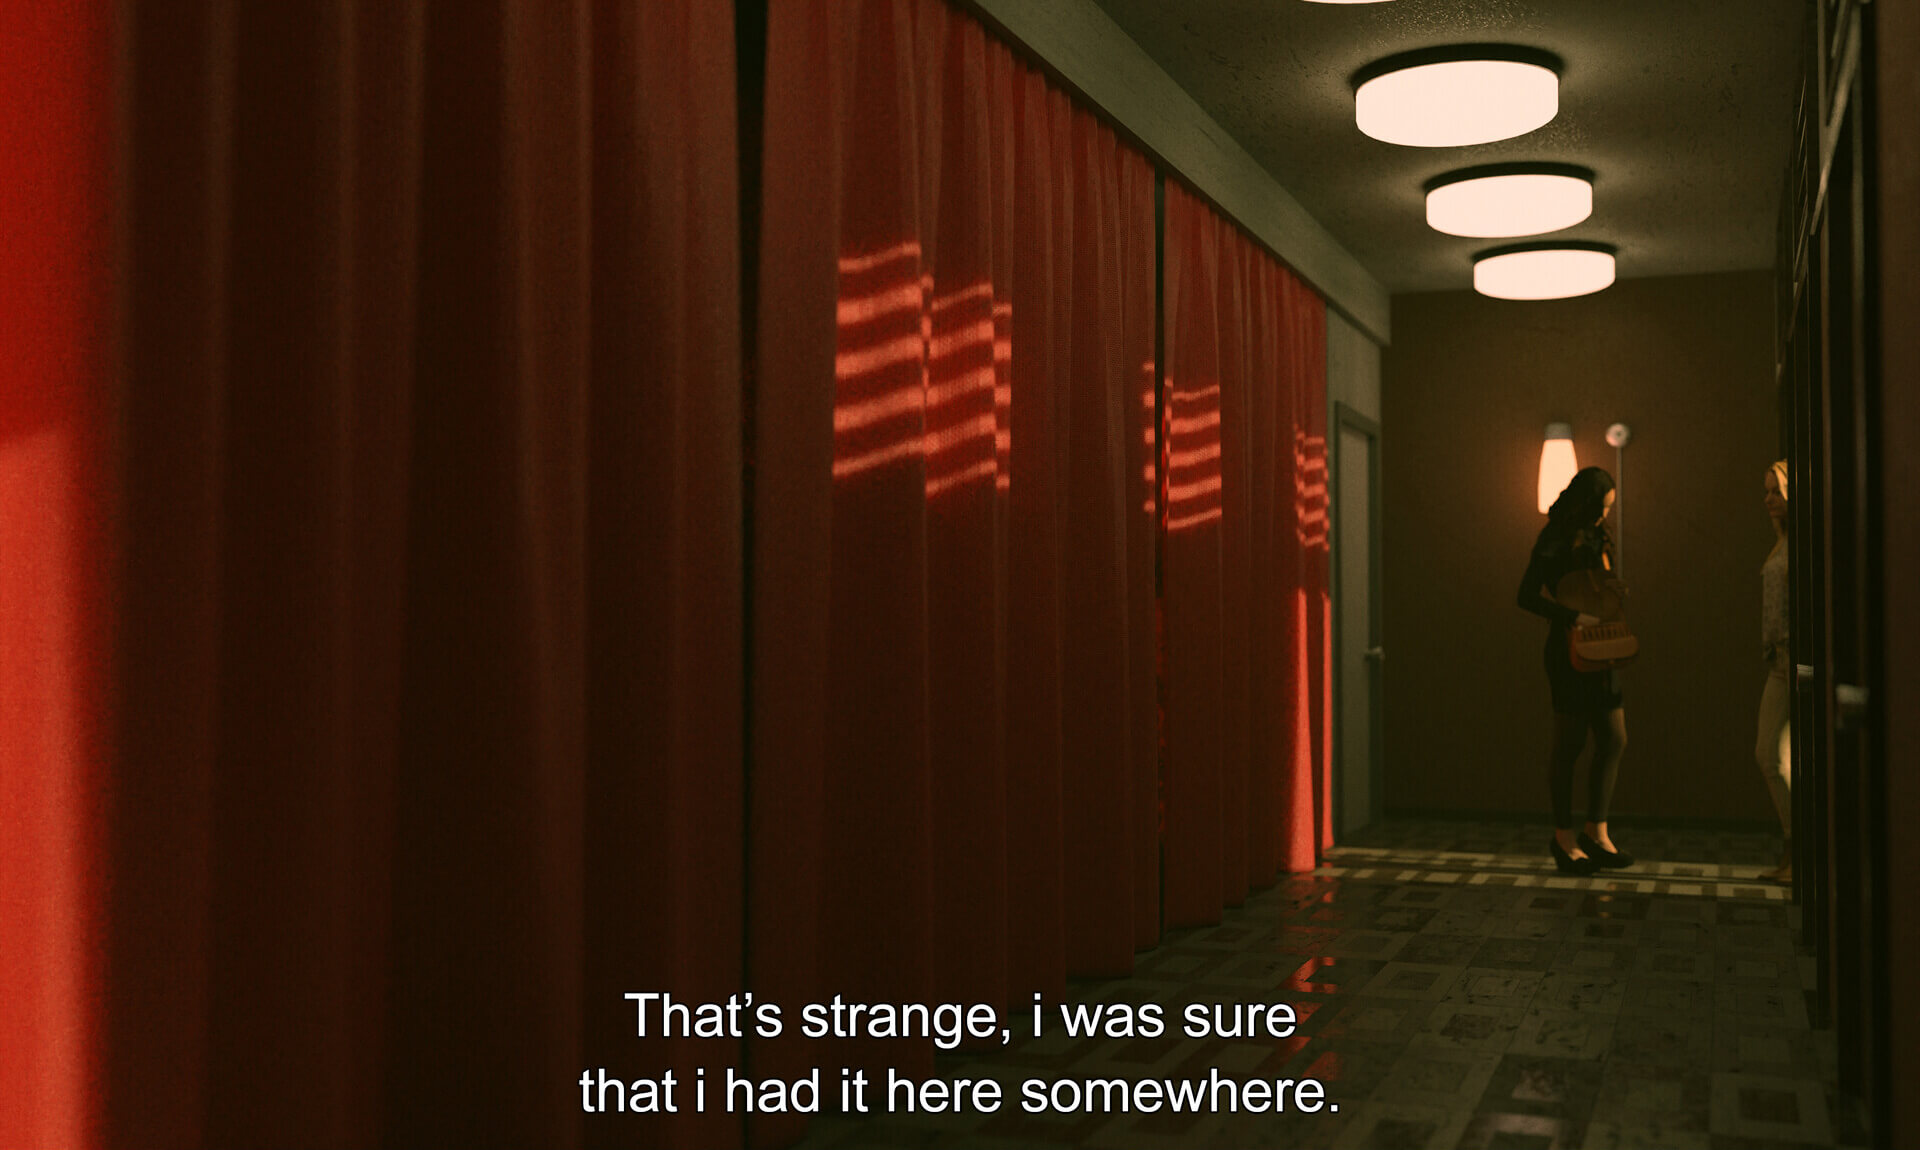 That’s strange, i was sure
that i had it here somewhere.